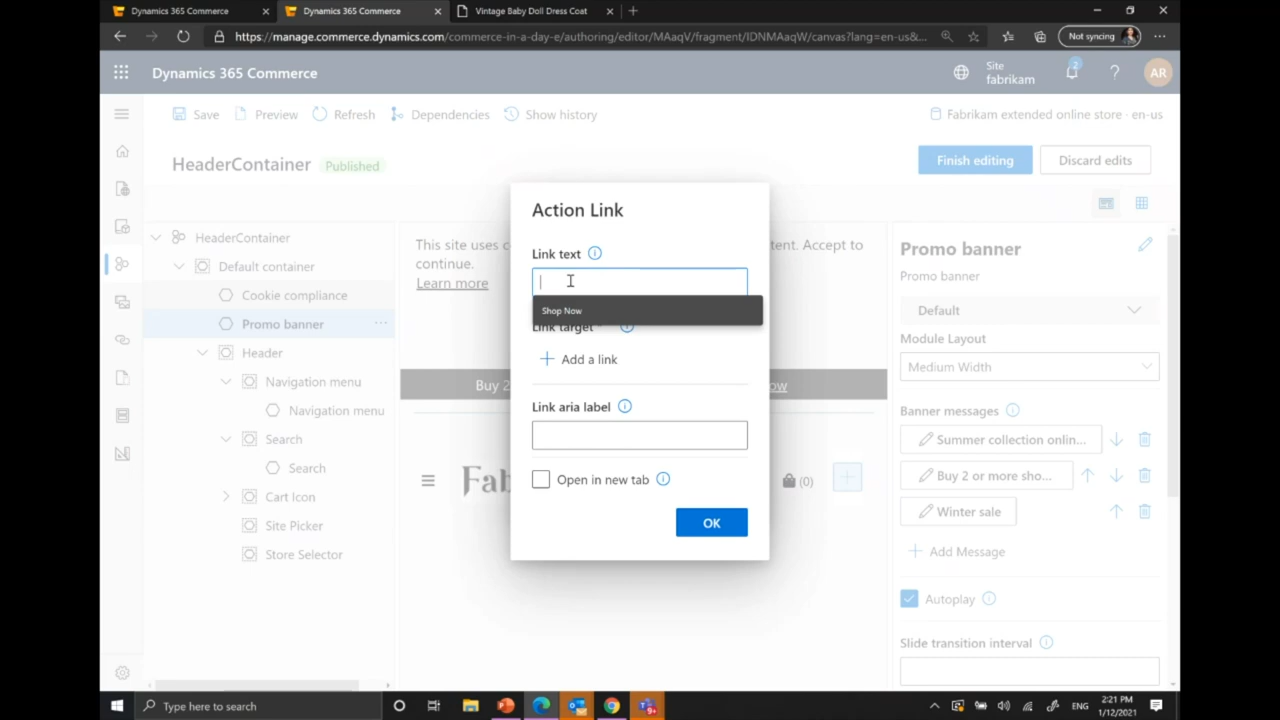 Dynamics 365 Commerce
Dynamics 365 Commerce
Vintage Baby Doll Dress Coat
https://manage.commerce.dynamics.com/commerce-in-a-day-e/authoring/editor/MAaqV/fragment/IDNMAaqW/canvas?lang=en-us&...
Not syncing
Dynamics 365 Commerce
Site
fabrikam
2
AR
Save
Preview
Refresh
Dependencies
Show history
Fabrikam extended online store - en-us
HeaderContainer
Published
Finish editing
Discard edits
HeaderContainer
Default container
Cookie compliance
Promo banner
Header
Navigation menu
Navigation menu
Search
Search
Cart Icon
Site Picker
Store Selector
This site uses c
tent. Accept to
continue.
Learn more
Buy 2
ow
Fab
(0)
Action Link
Link text
Shop Now
Link target
Add a link
Link aria label
Open in new tab
OK
Promo banner
Promo banner
Default
Module Layout
Medium Width
Banner messages
Summer collection onlin...
Buy 2 or more sho...
Winter sale
Add Message
Autoplay
Slide transition interval
Type here to search
ENG
2:21 PM
1/12/2021